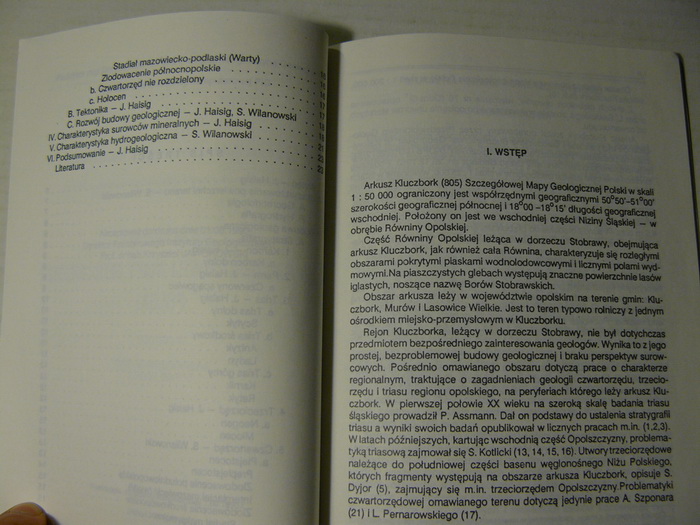 Stadiał mazowiecko-podlaski (Warty)
Zlodowacenie północnopolskie
b. Czwartorzęd nie rozdzielony
c. Holocen
B. Tektonika — J. Haisig
C. Rozwój budowy geologicznej — J. Haisig, S. Wilanowski
IV. Charakterystyka surowców mineralnych — J. Haisig
V. Charakterystyka hydrogeologiczna — S. Wilanowski
VI. Podsumowanie — J. Haisig
Literatura
I. WSTĘP
Arkusz Kluczbork (805) Szczegółowej Mapy Geologicznej Polski w skali
1 : 50 000 ograniczony jest współrzędnymi geograficznymi 50°50'–51°00'
szerokości geograficznej północnej i 18°00–18°15' długości geograficznej
wschodniej. Położony on jest we wschodniej części Niziny Śląskiej — w
obrębie Równiny Opolskiej.
Część Równiny Opolskiej leżąca w dorzeczu Stobrawy, obejmująca
arkusz Kluczbork, jak również cała Równina, charakteryzuje się rozległymi
obszarami pokrytymi piaskami wodnolodowcowymi i licznymi polami wyd-
mowymi.Na piaszczystych glebach występują znaczne powierzchnie lasów
iglastych, noszące nazwę Borów Stobrawskich.
Obszar arkusza leży w województwie opolskim na terenie gmin: Klu-
czbork, Murów i Lasowice Wielkie. Jest to teren typowo rolniczy z jednym
ośrodkiem miejsko-przemysłowym w Kluczborku.
Rejon Kluczborka, leżący w dorzeczu Stobrawy, nie był dotychczas
przedmiotem bezpośredniego zainteresowania geologów. Wynika to z jego
prostej, bezproblemowej budowy geologicznej i braku perspektyw surow-
cowych. Pośrednio omawianego obszaru dotyczą prace o charakterze
regionalnym, traktujące o zagadnieniach geologii czwartorzędu, trzecio-
rzędu i triasu regionu opolskiego, na peryferiach którego leży arkusz Klu-
czbork. W pierwszej połowie XX wieku na szeroką skalę badania triasu
śląskiego prowadził P. Assmann. Dał on podstawy do ustalenia stratygrafii
triasu a wyniki swoich badań opublikował w licznych pracach m.in. (1,2,3).
W latach późniejszych, kartując wschodnią część Opolszczyzny, problema-
tyką triasową zajmował się S. Kotlicki (13, 14, 15, 16). Utwory trzeciorzędowe
należące do południowej części basenu węglonośnego Niżu Polskiego,
których fragmenty występują na obszarze arkusza Kluczbork, opisuje S.
Dyjor (5), zajmujący się m.in. trzeciorzędem Opolszczyzny.Problematyki
czwartorzędowej omawianego terenu dotyczą jedynie prace A. Szponara
(21) i L. Pernarowskiego (17).